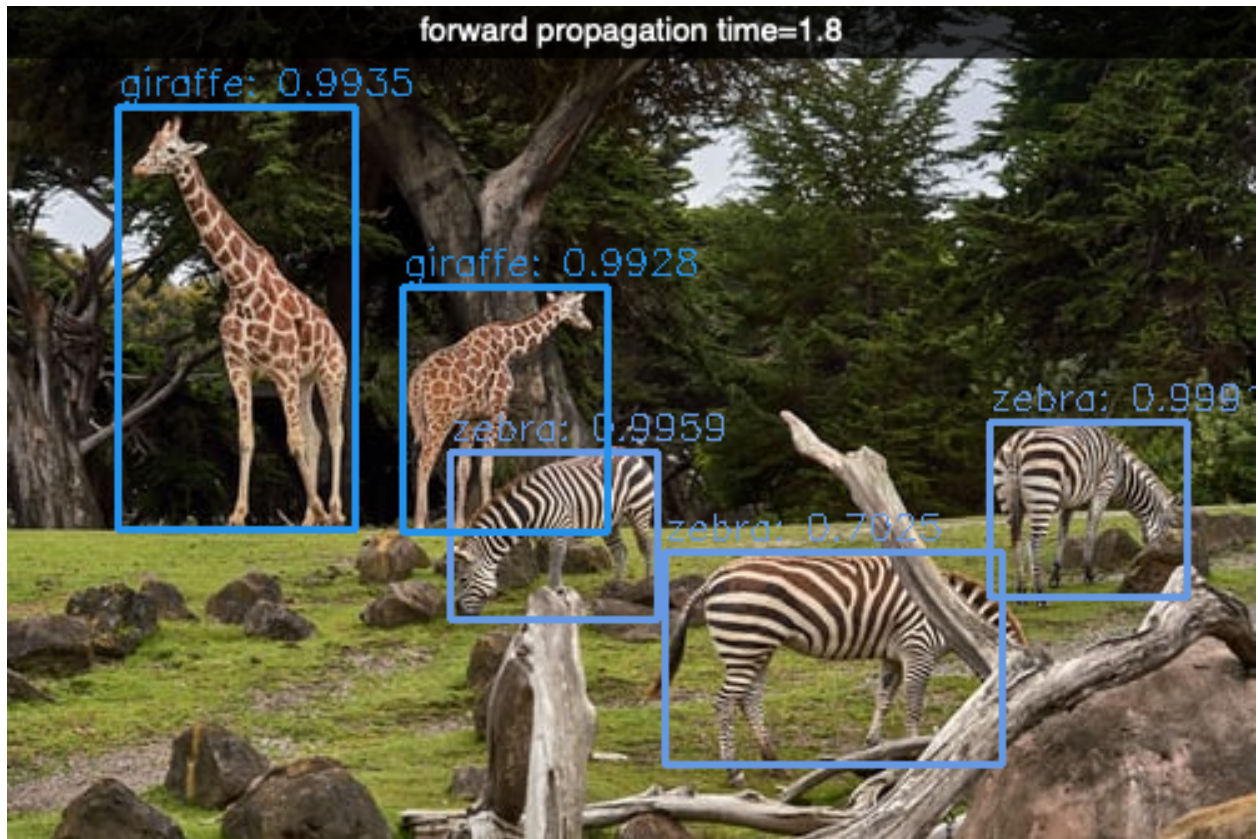 forward propagation time=1.8
giraffe: 0.9935
giraffe: 0.9928
zebra: 0.9991
zebra: 0.9959
zebra: 0.7025